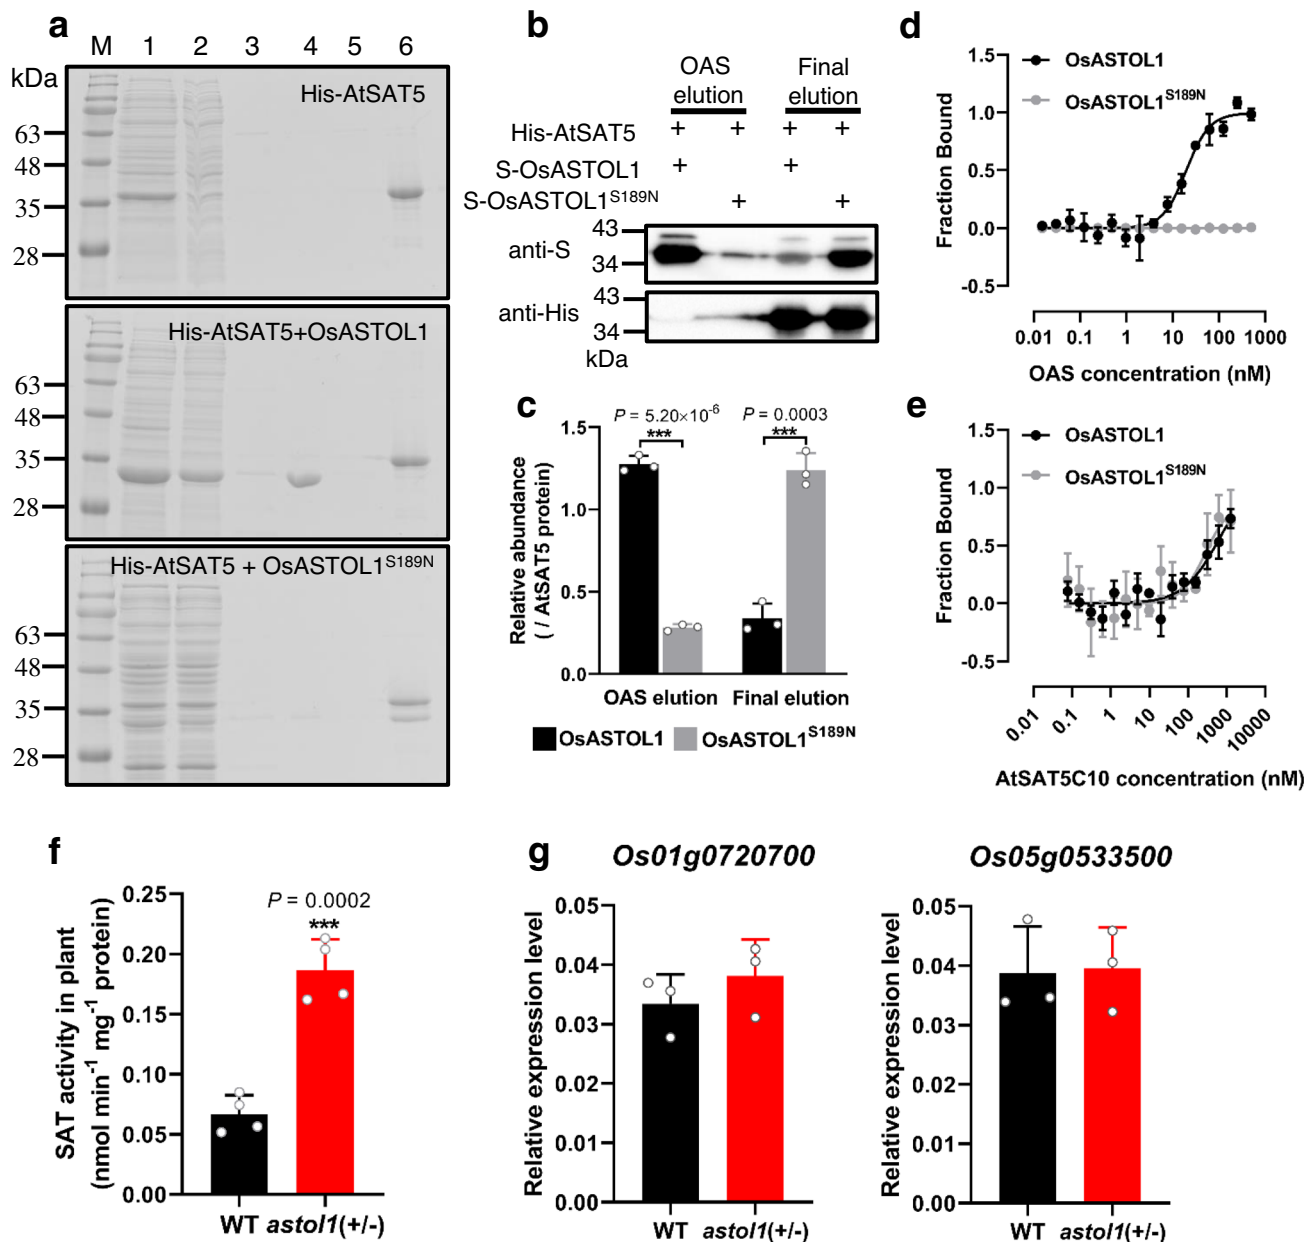 a
M 1 2 3 4 5 6
kDa
His-AtSAT5
63
48
35
28
His-AtSAT5+OsASTOL1
63
48
35
28
His-AtSAT5 + OsASTOL1S189N
63
48
35
28
b
OAS elution
Final elution
His-AtSAT5 + + + +
S-OsASTOL1 + +
S-OsASTOL1S189N + +
anti-S
43
34
anti-His
43
34
kDa
c
P = 5.20×10-6
P = 0.0003
***
***
Relative abundance
( / AtSAT5 protein)
1.5
1.0
0.5
0.0
OAS elution
Final elution
OsASTOL1
OsASTOL1S189N
d
OsASTOL1
OsASTOL1S189N
Fraction Bound
1.5
1.0
0.5
0.0
-0.5
0.01 0.1 1 10 100 1000
OAS concentration (nM)
e
OsASTOL1
OsASTOL1S189N
Fraction Bound
1.5
1.0
0.5
0.0
-0.5
0.01 0.1 1 10 100 1000 10000
AtSAT5C10 concentration (nM)
f
P = 0.0002
***
SAT activity in plant
(nmol min-1 mg-1 protein)
0.25
0.20
0.15
0.10
0.05
0.00
WT astol1(+/-)
g
Os01g0720700
Relative expression level
0.05
0.04
0.03
0.02
0.01
0.00
WT astol1(+/-)
Os05g0533500
Relative expression level
0.05
0.04
0.03
0.02
0.01
0.00
WT astol1(+/-)